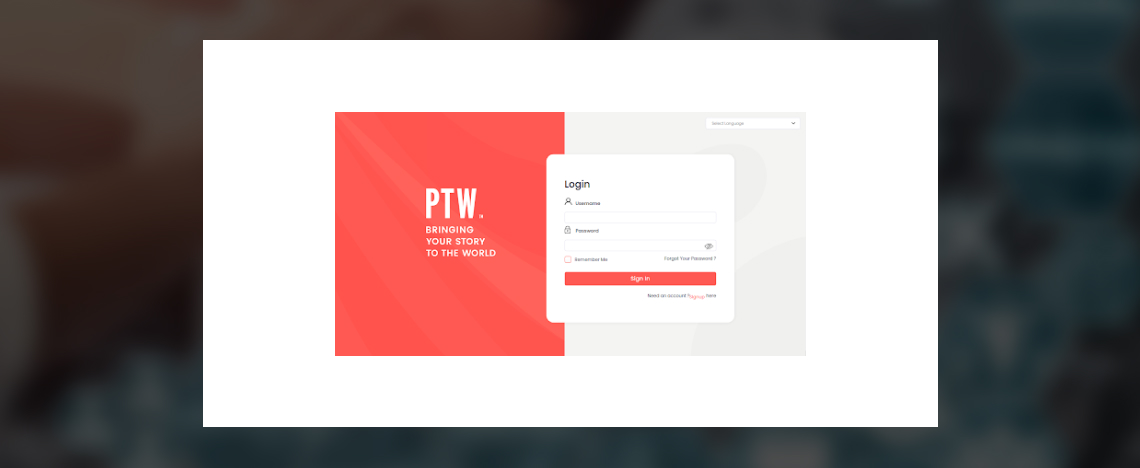 Select Language
PTW
BRINGING
YOUR STORY
TO THE WORLD
Login
Username
Password
Remember Me
Forgot Your Password ?
Sign In
Need an account ? Sign up here